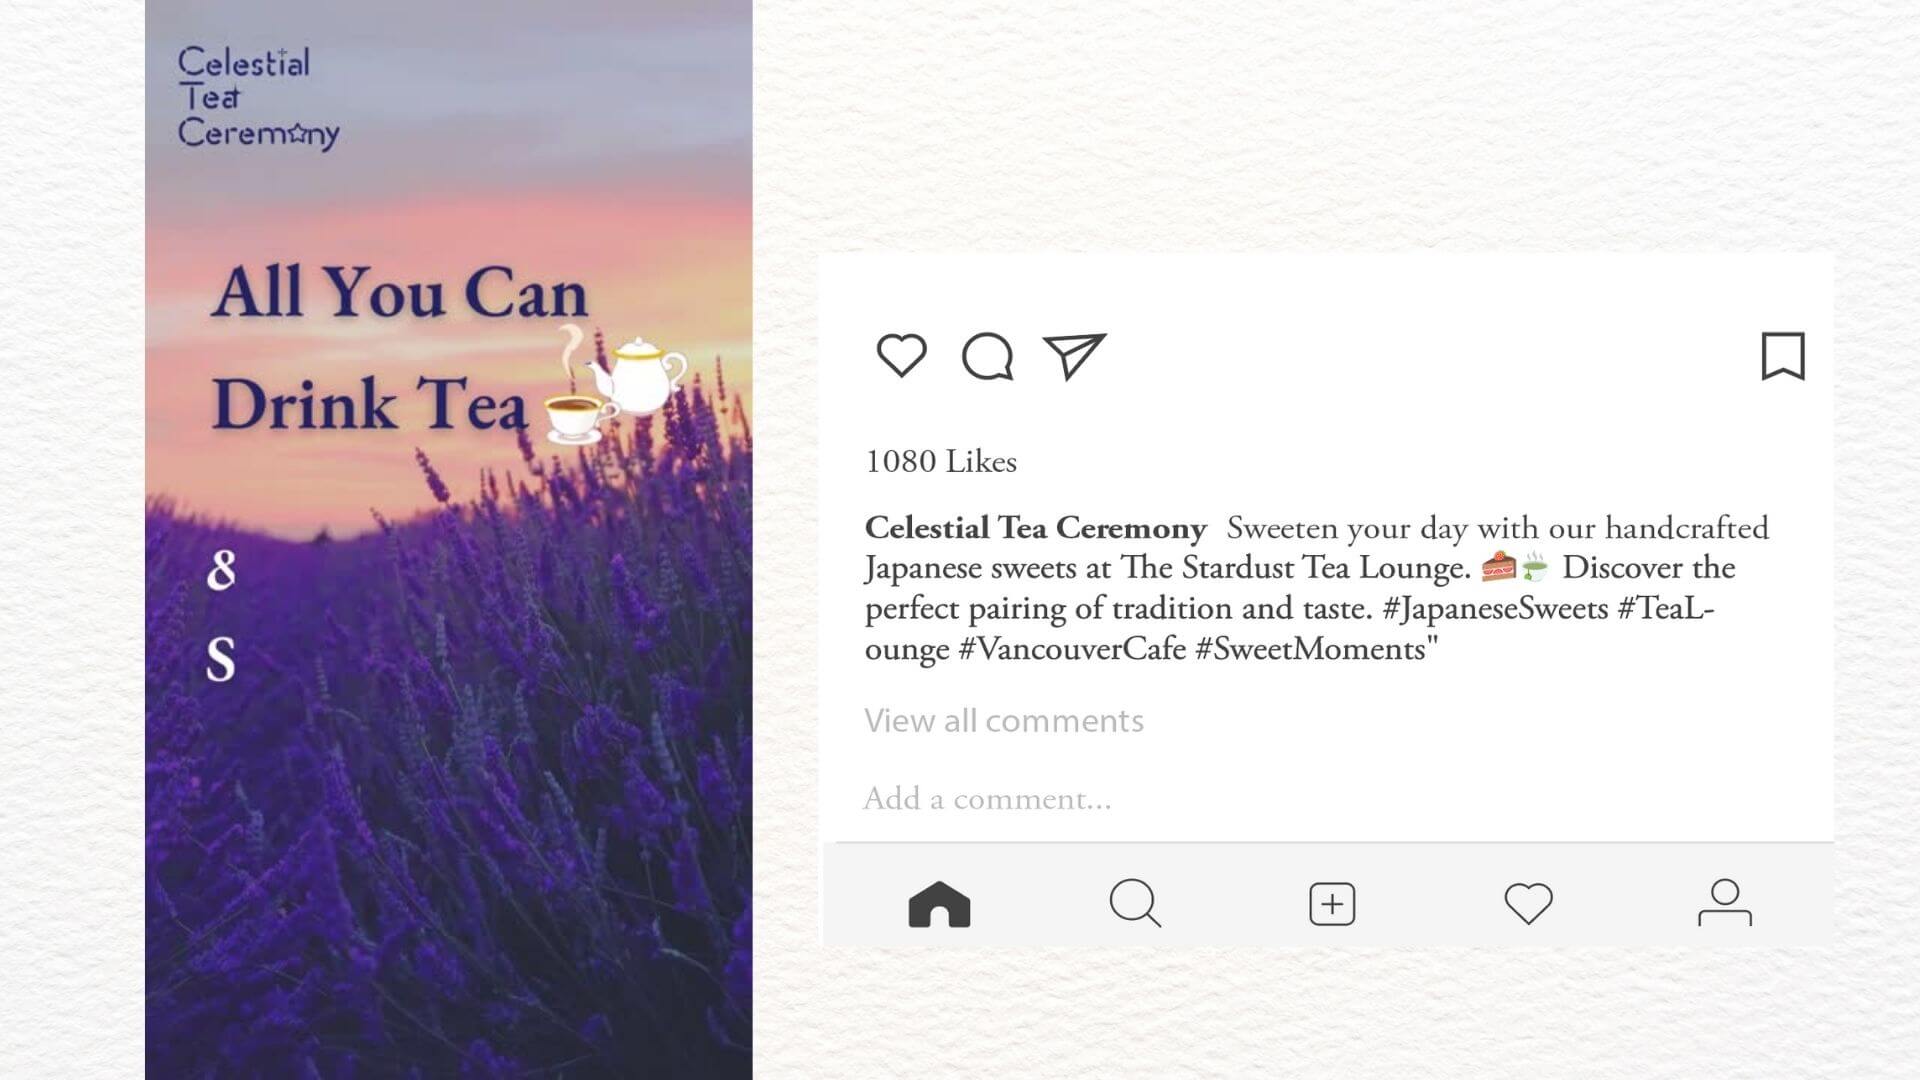 Celestial
Tea
Ceremony
All You Can
Drink Tea
&
S
1080 Likes
Celestial Tea Ceremony Sweeten your day with our handcrafted
Japanese sweets at The Stardust Tea Lounge. 🍰🍵 Discover the
perfect pairing of tradition and taste. #JapaneseSweets #TeaL-
ounge #VancouverCafe #SweetMoments"
View all comments
Add a comment...